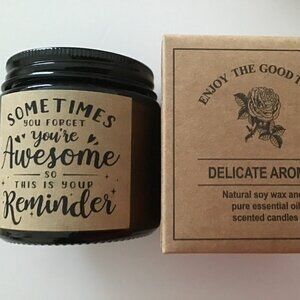 SOMETIMES
YOU FORGET
You're
Awesome
SO
THIS IS YOUR
Reminder
ENJOY THE GOOD
DELICATE
Natural soy wax
pure essential
scented candles